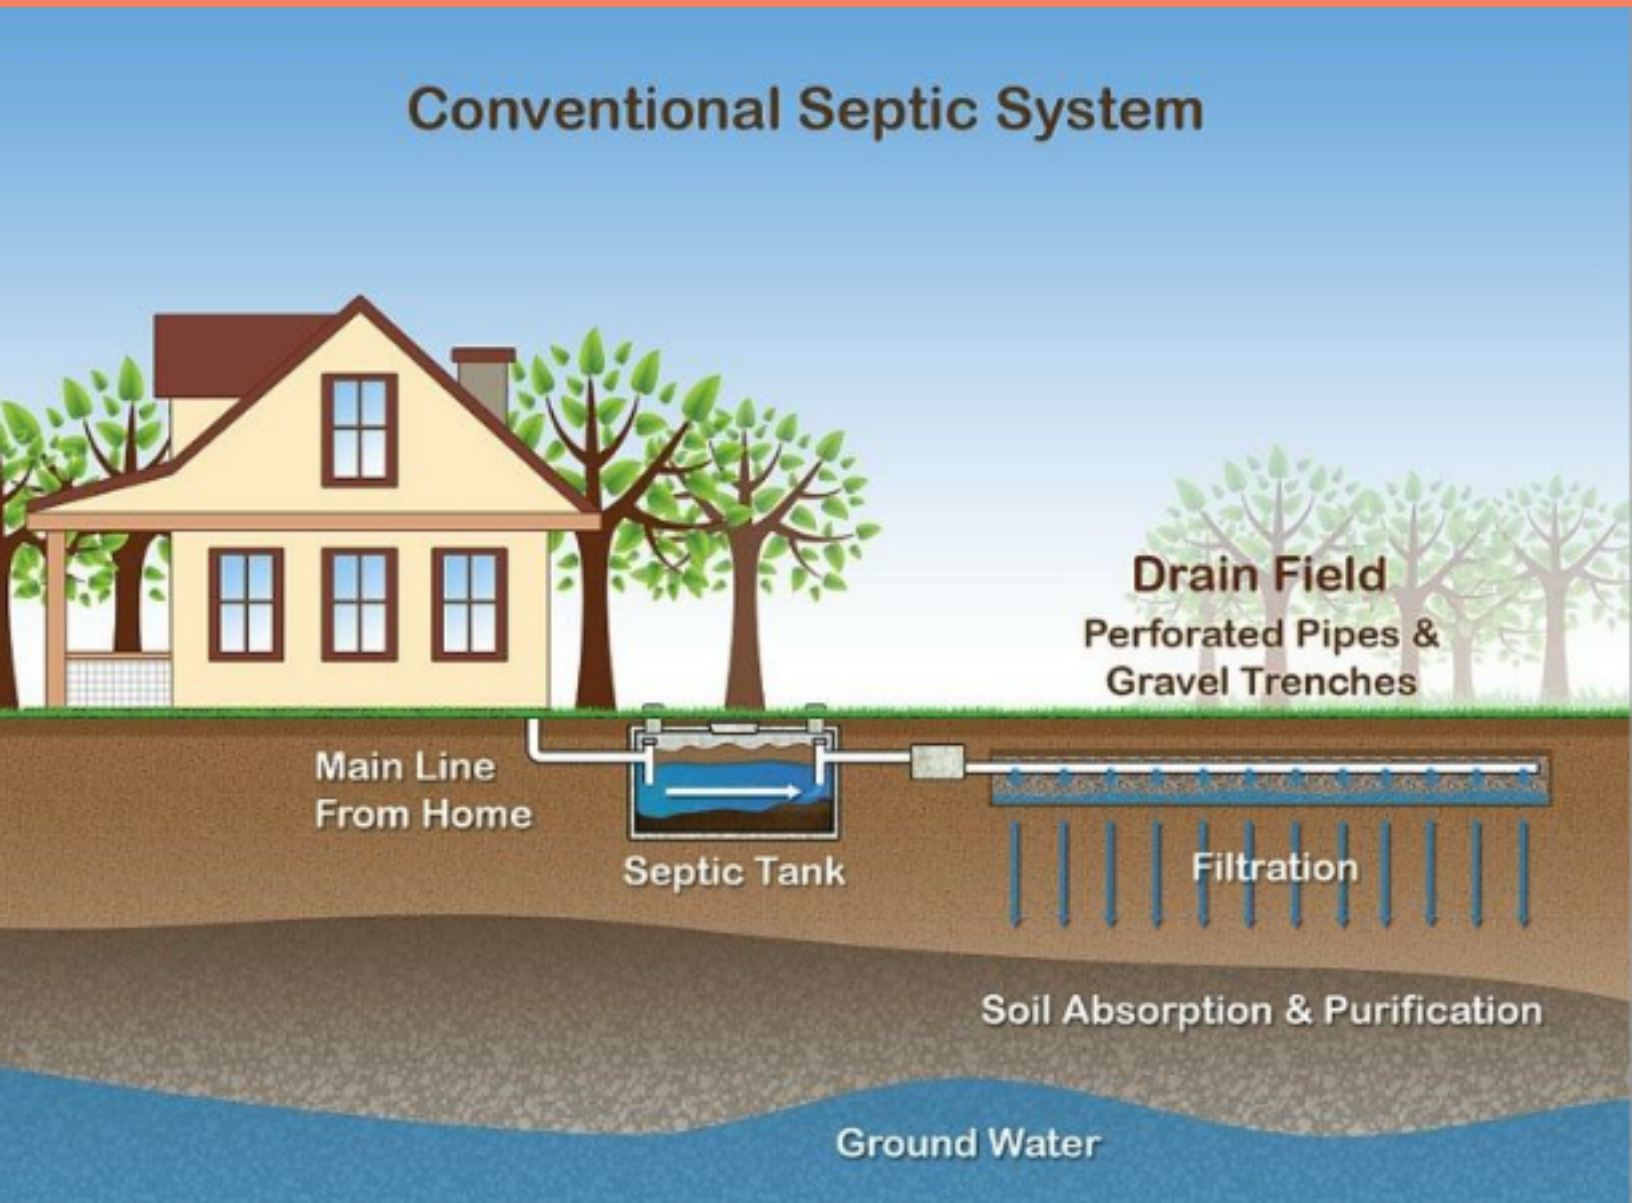 Conventional Septic System
Drain Field
Perforated Pipes &
Gravel Trenches
Main Line
From Home
Septic Tank
Filtration
Soil Absorption & Purification
Ground Water